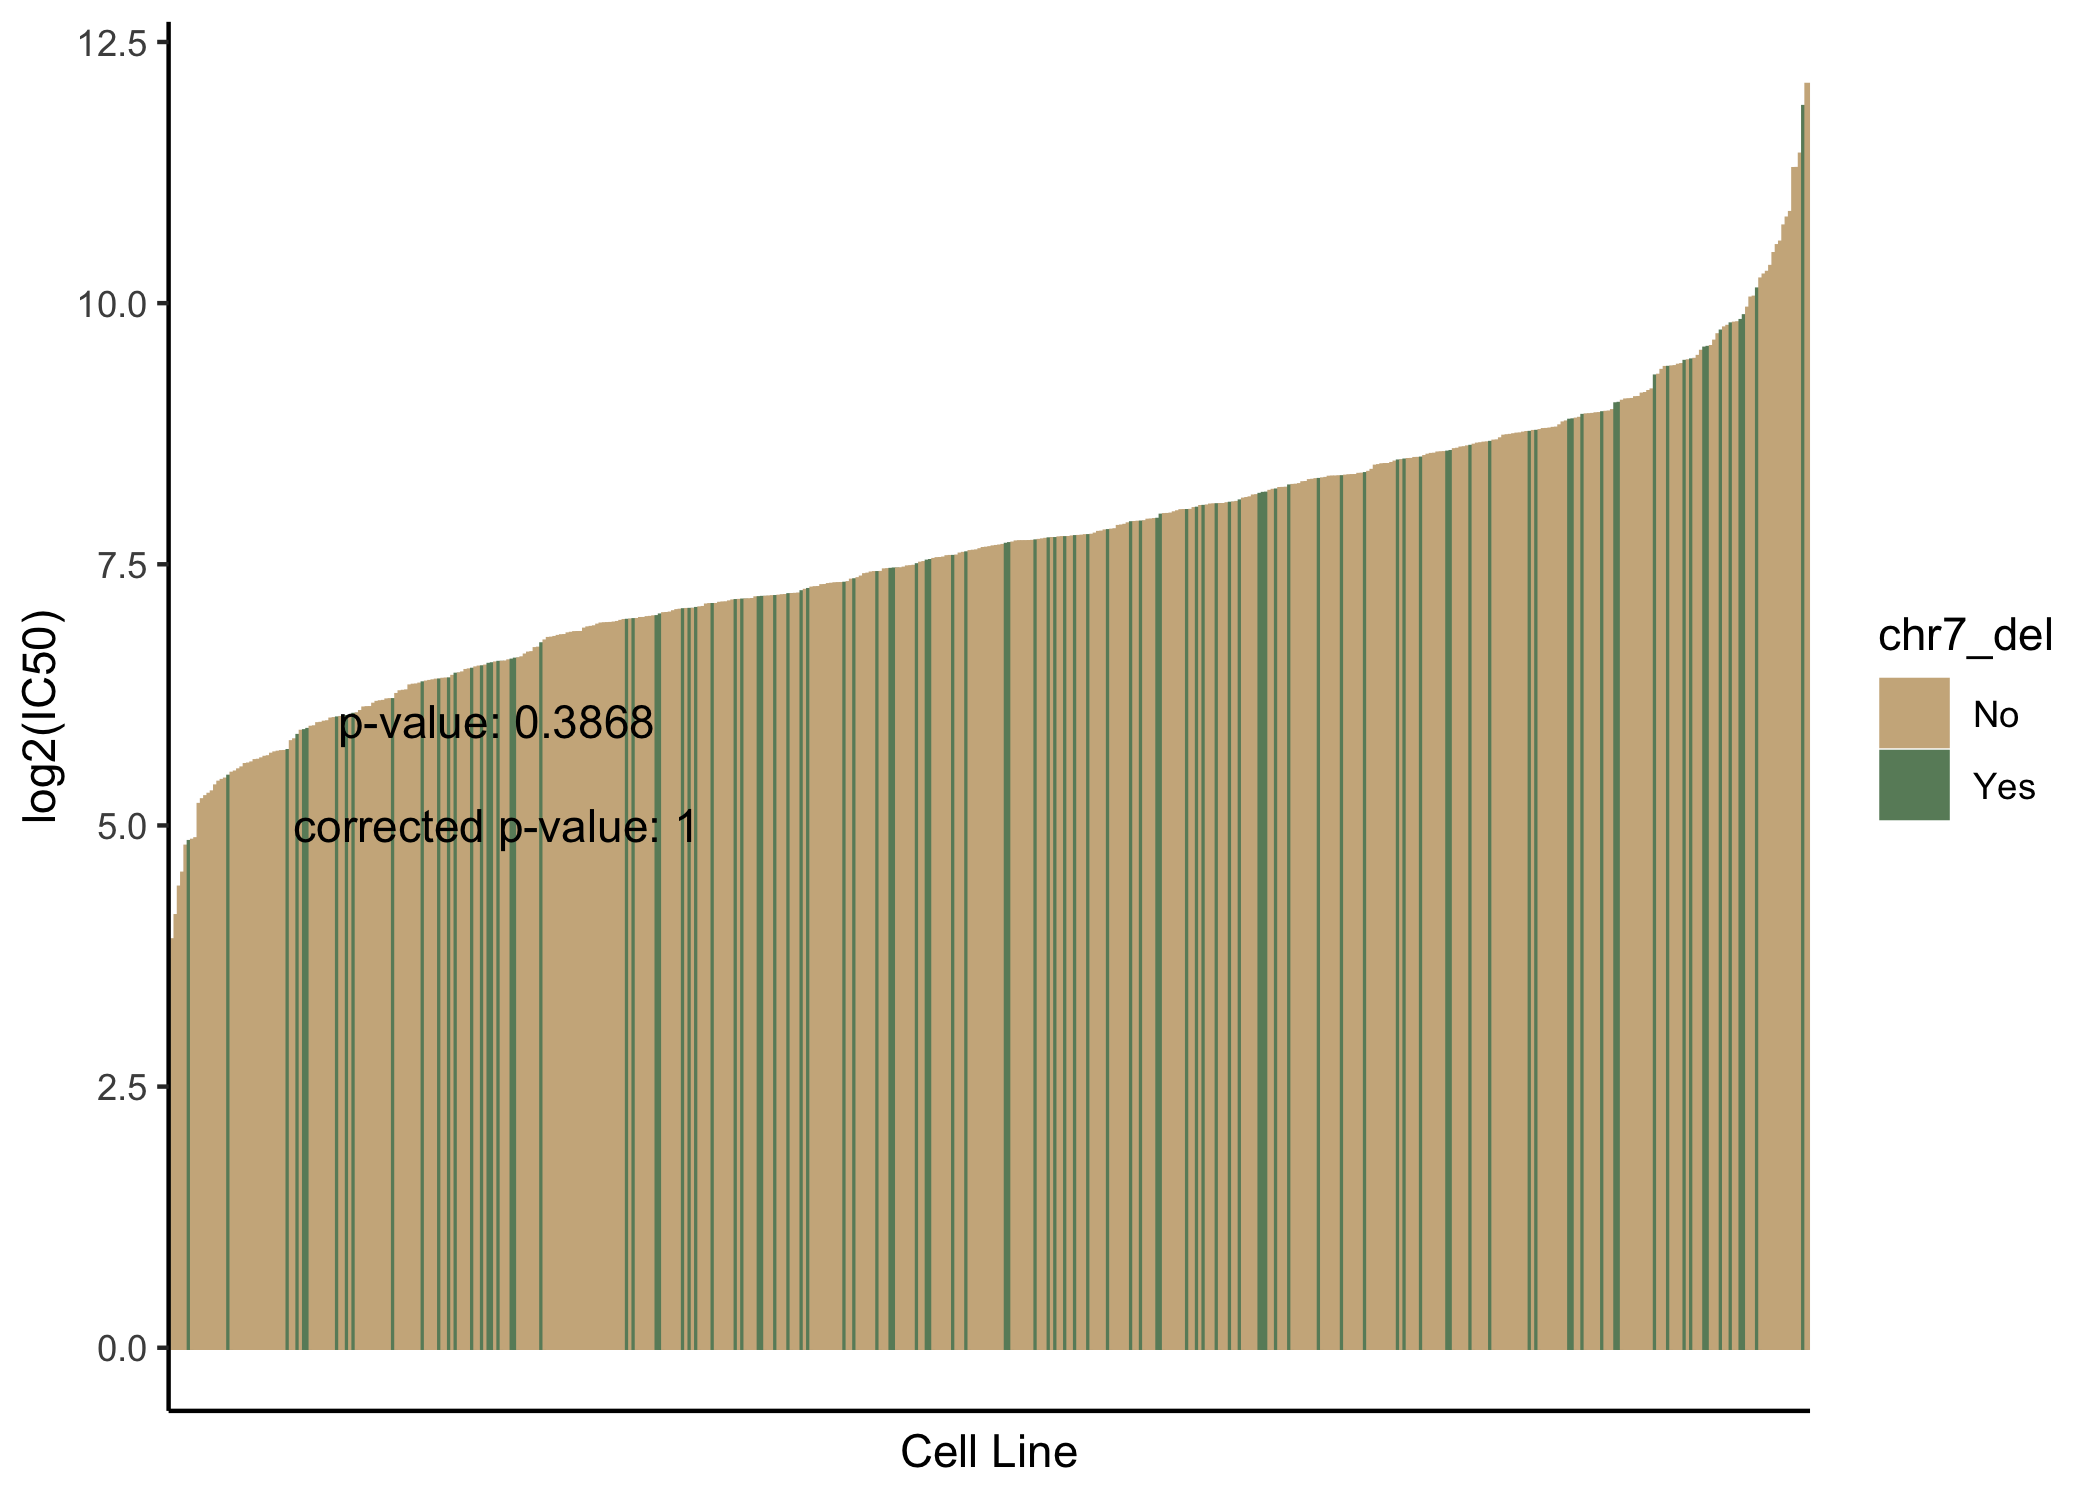 12.5
10.0
7.5
5.0
2.5
0.0
log2(IC50)
p-value: 0.3868
corrected p-value: 1
Cell Line
chr7_del
No
Yes